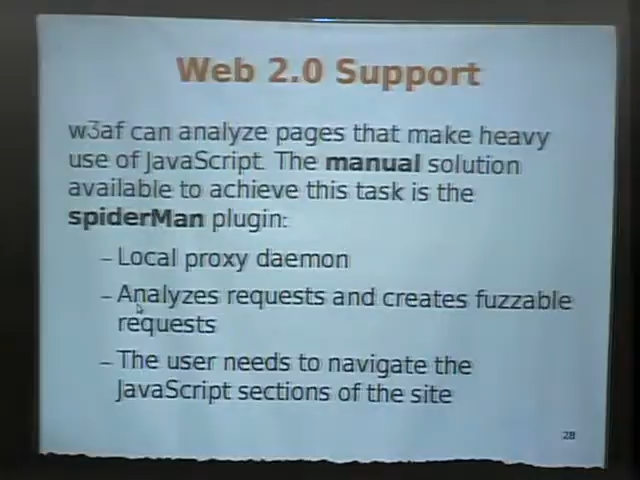 Web 2.0 Support
w3af can analyze pages that make heavy
use of JavaScript. The manual solution
available to achieve this task is the
spiderMan plugin:
– Local proxy daemon
– Analyzes requests and creates fuzzable
requests
– The user needs to navigate the
JavaScript sections of the site
28